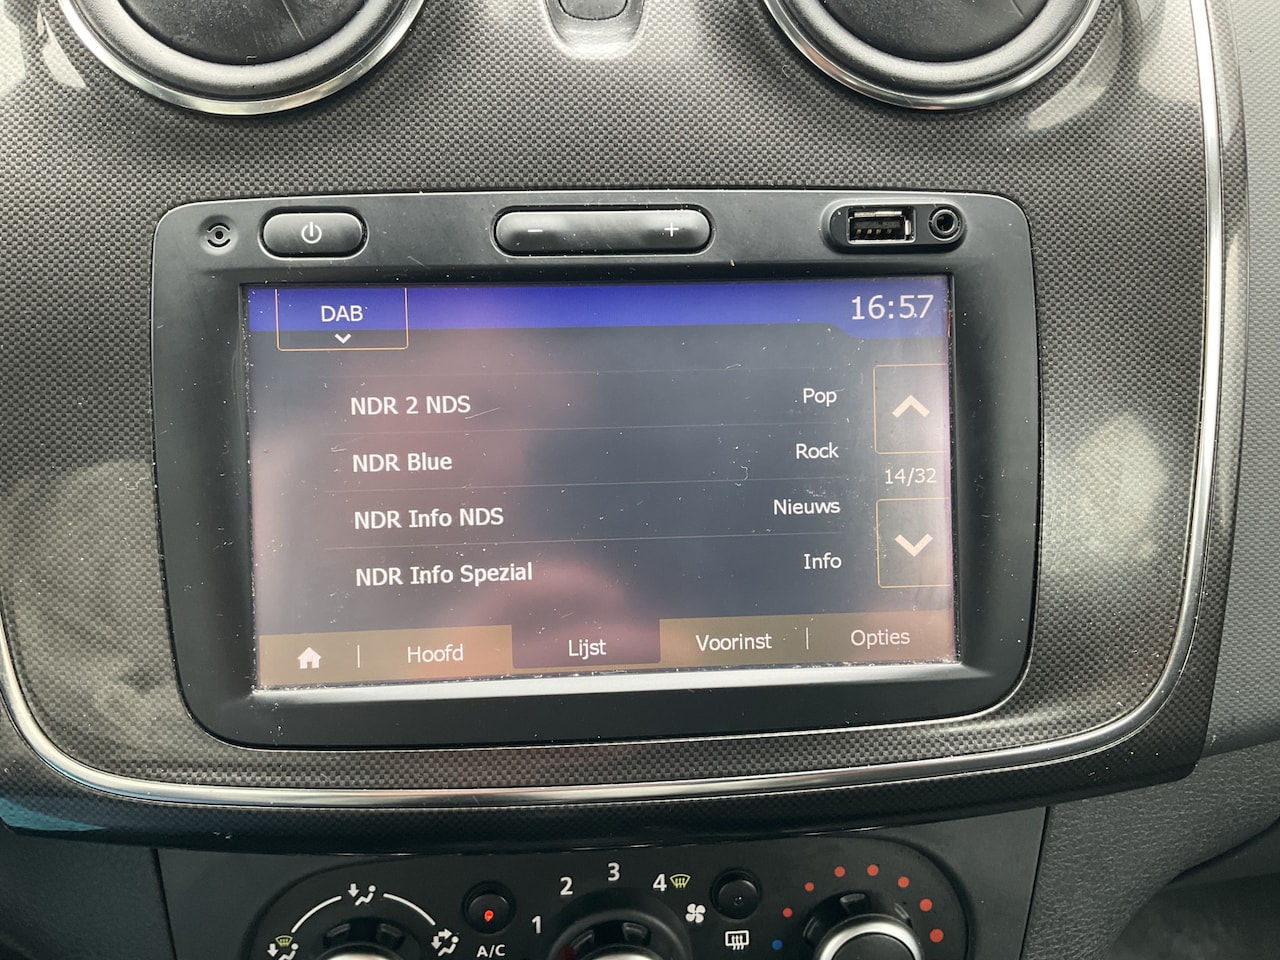 − +
DAB
16:57
NDR 2 NDS Pop
NDR Blue Rock
14/32
NDR Info NDS Nieuws
NDR Info Spezial Info
Hoofd | Lijst Voorinst | Opties
1 2 3 4
A/C